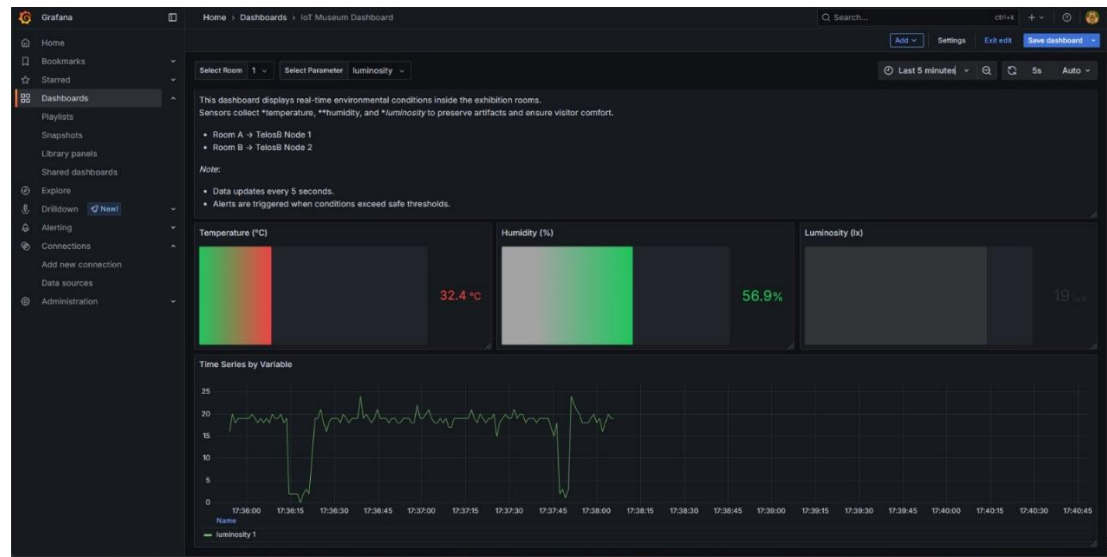 Grafana
Home › Dashboards › IoT Museum Dashboard
Search...
ctrl+k
Add
Settings
Exit edit
Save dashboard
Home
Bookmarks
Starred
Dashboards
Playlists
Snapshots
Library panels
Shared dashboards
Explore
Drilldown New!
Alerting
Connections
Add new connection
Data sources
Administration
Select Room 1
Select Parameter luminosity
Last 5 minutes
5s
Auto
This dashboard displays real-time environmental conditions inside the exhibition rooms.
Sensors collect *temperature, **humidity, and *luminosity to preserve artifacts and ensure visitor comfort.
• Room A → TelosB Node 1
• Room B → TelosB Node 2
Note:
• Data updates every 5 seconds.
• Alerts are triggered when conditions exceed safe thresholds.
Temperature (°C)
32.4 °C
Humidity (%)
56.9%
Luminosity (lx)
19 lux
Time Series by Variable
25
20
15
10
5
0
17:36:00 17:36:15 17:36:30 17:36:45 17:37:00 17:37:15 17:37:30 17:37:45 17:38:00 17:38:15 17:38:30 17:38:45 17:39:00 17:39:15 17:39:30 17:39:45 17:40:00 17:40:15 17:40:30 17:40:45
Name
luminosity 1